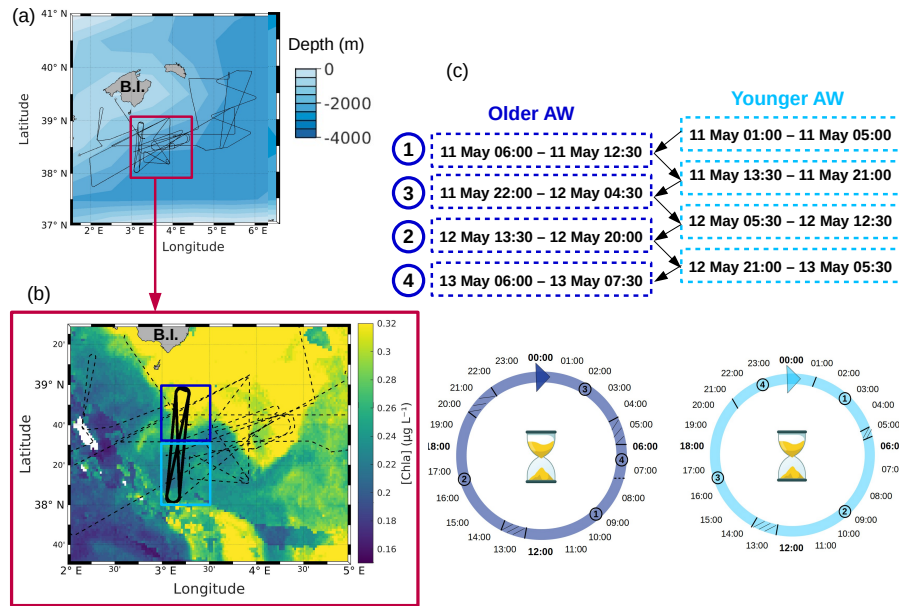 (a)
41° N
40° N
39° N
38° N
37° N
Latitude
B.I.
2° E
3° E
4° E
5° E
6° E
Longitude
Depth (m)
0
−2000
−4000
(b)
20'
39° N
40'
20'
38° N
40'
Latitude
B.I.
2° E
30'
3° E
30'
4° E
30'
5° E
Longitude
0.32
0.3
0.28
0.26
0.24
0.22
0.2
0.18
0.16
[Chla] (μg L⁻¹)
(c)
Older AW
Younger AW
11 May 01:00 – 11 May 05:00
1
11 May 06:00 – 11 May 12:30
11 May 13:30 – 11 May 21:00
3
11 May 22:00 – 12 May 04:30
12 May 05:30 – 12 May 12:30
2
12 May 13:30 – 12 May 20:00
12 May 21:00 – 13 May 05:30
4
13 May 06:00 – 13 May 07:30
00:00
01:00
02:00
03:00
04:00
05:00
06:00
07:00
08:00
09:00
10:00
11:00
12:00
13:00
14:00
15:00
16:00
17:00
18:00
19:00
20:00
21:00
22:00
23:00
3
4
1
2
00:00
01:00
02:00
03:00
04:00
05:00
06:00
07:00
08:00
09:00
10:00
11:00
12:00
13:00
14:00
15:00
16:00
17:00
18:00
19:00
20:00
21:00
22:00
23:00
1
2
3
4